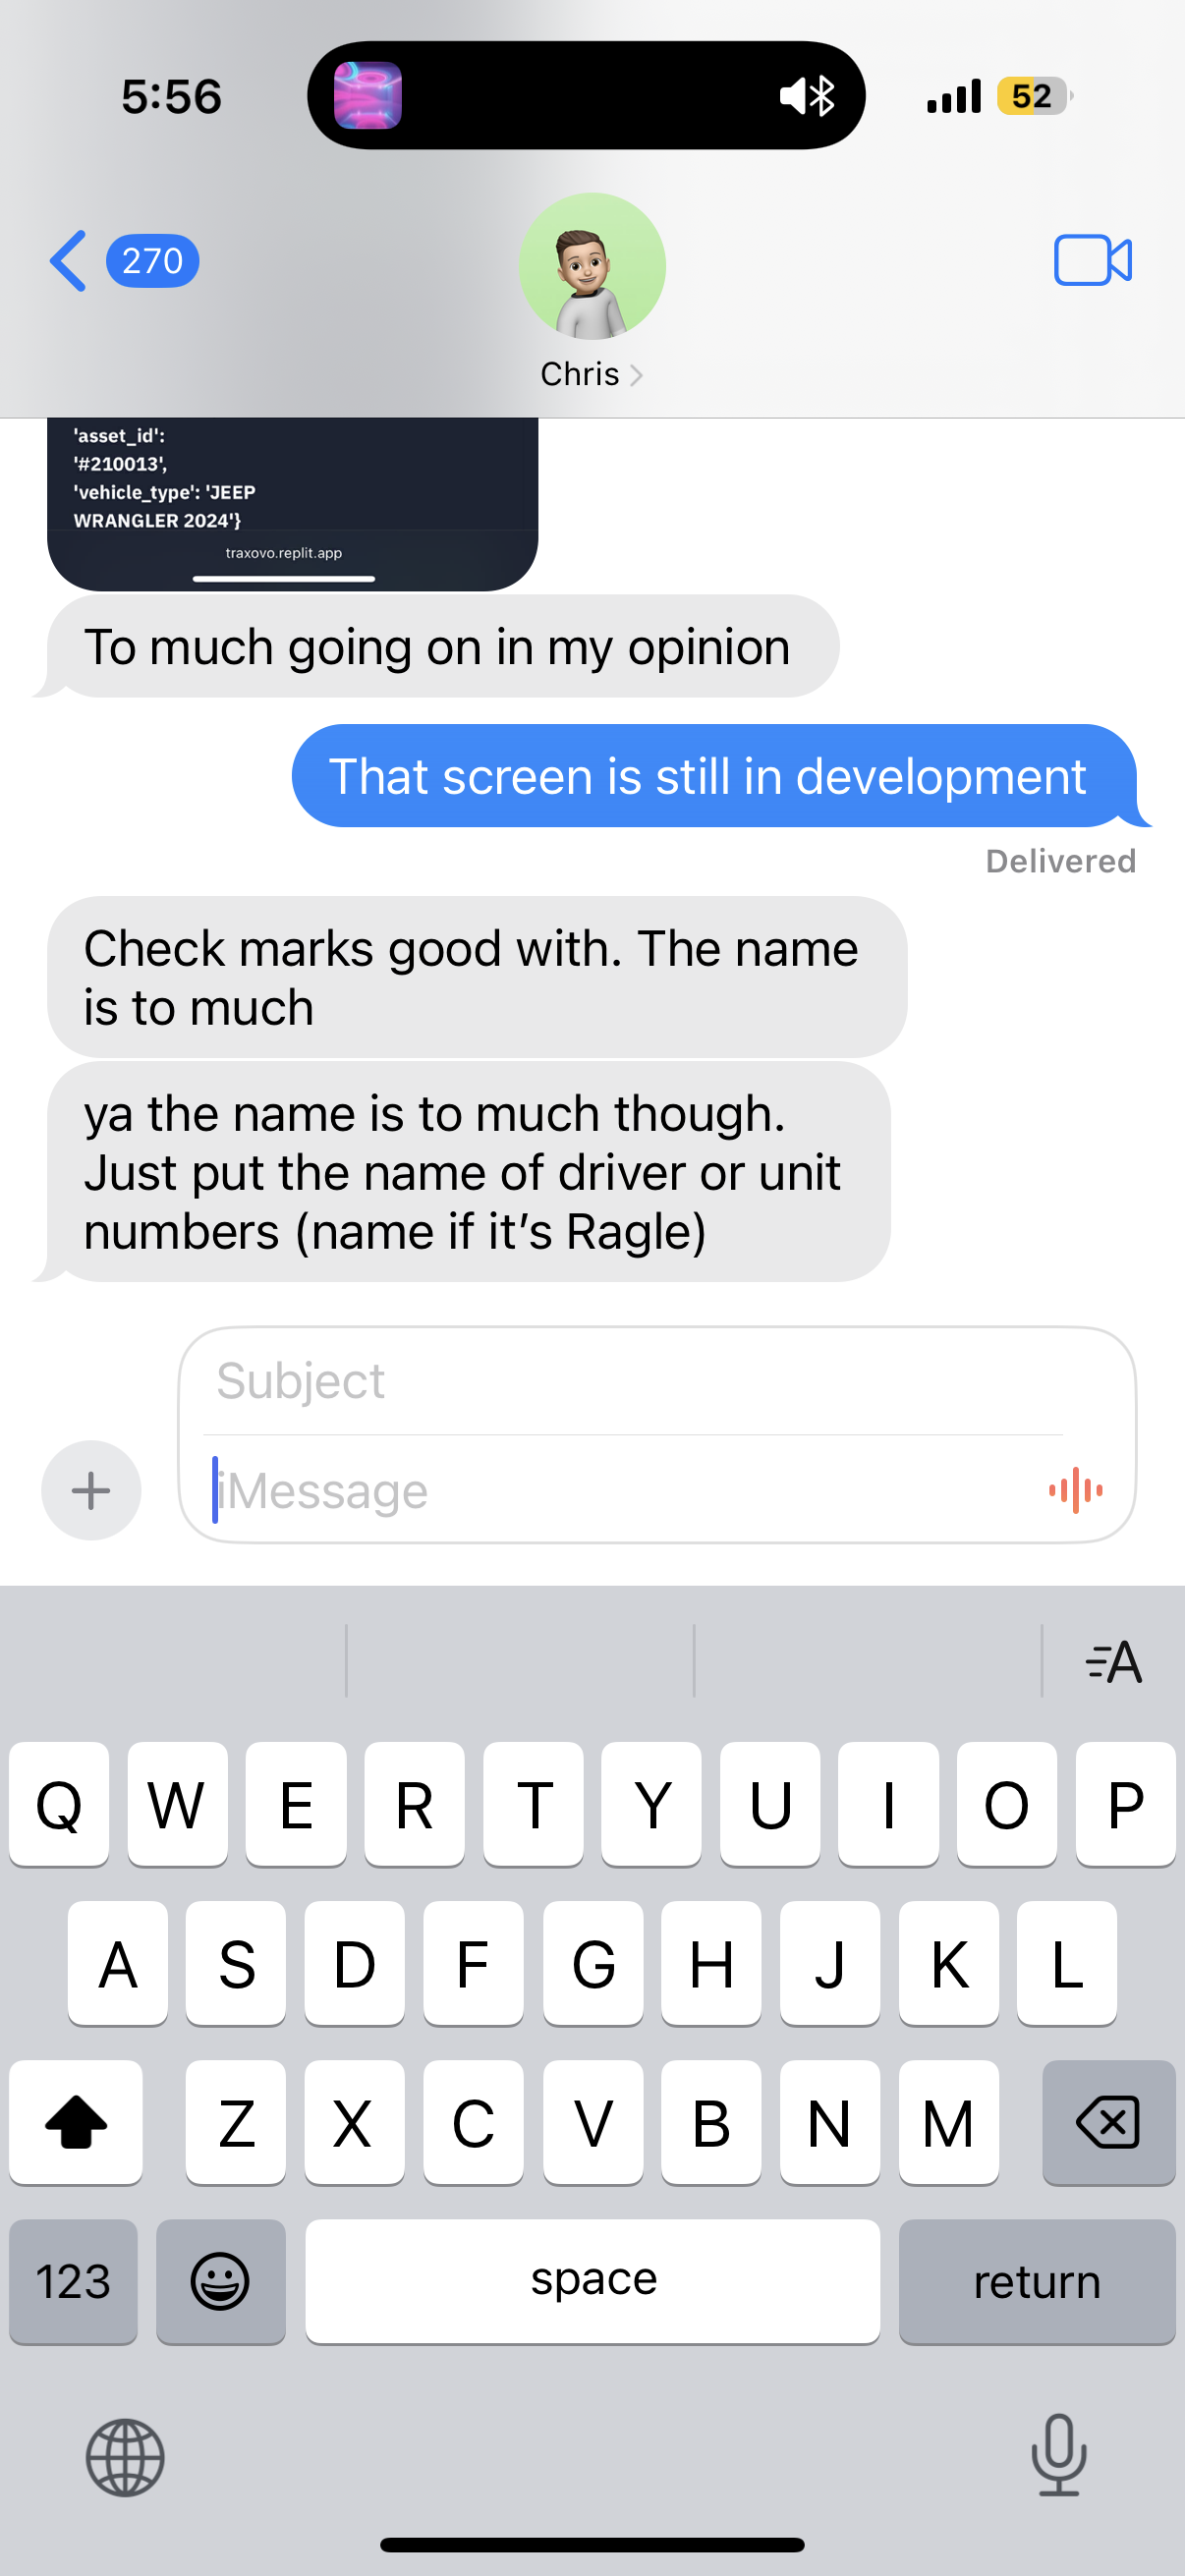 5:56
52
270
Chris
'asset_id':
'#210013',
'vehicle_type': 'JEEP
WRANGLER 2024'}
traxovo.replit.app
To much going on in my opinion
That screen is still in development
Delivered
Check marks good with. The name
is to much
ya the name is to much though.
Just put the name of driver or unit
numbers (name if it’s Ragle)
Subject
iMessage
A
Q W E R T Y U I O P
A S D F G H J K L
Z X C V B N M
123 space return